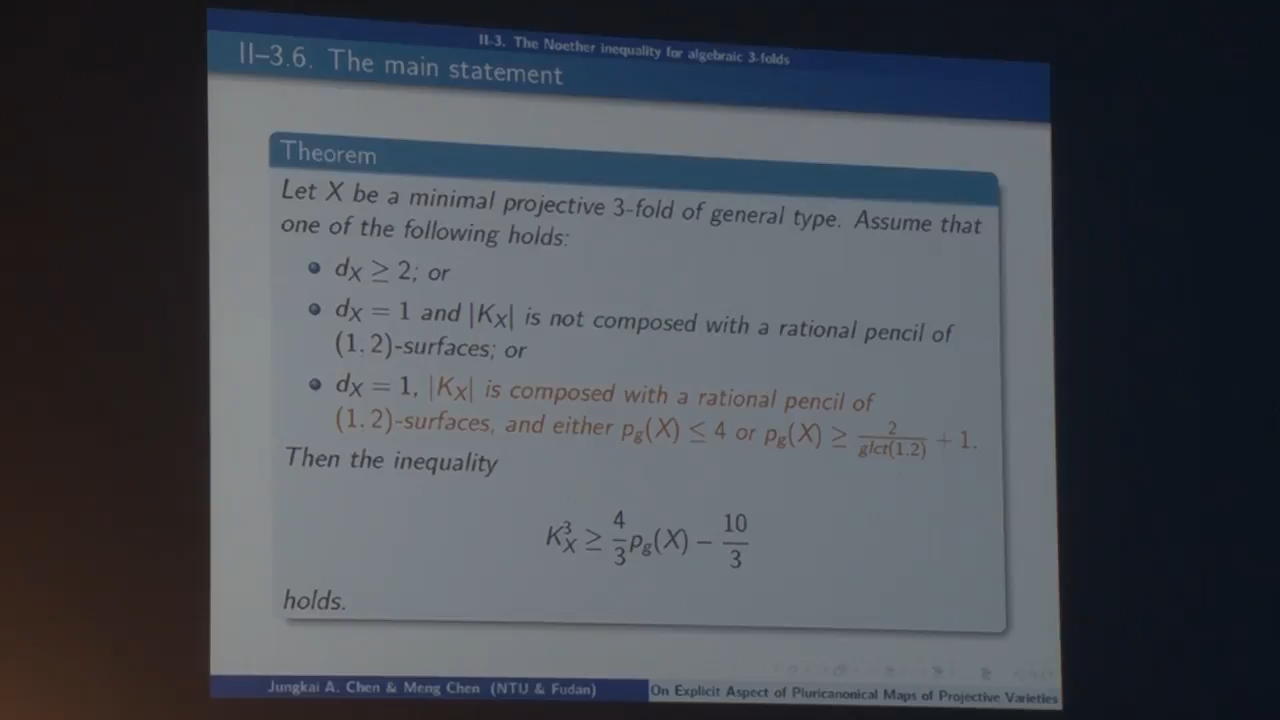 II-3. The Noether inequality for algebraic 3-folds
II–3.6. The main statement
Theorem
Let X be a minimal projective 3-fold of general type. Assume that
one of the following holds:
d_X ≥ 2; or
d_X = 1 and |K_X| is not composed with a rational pencil of
(1.2)-surfaces; or
d_X = 1, |K_X| is composed with a rational pencil of
(1.2)-surfaces, and either p_g(X) ≤ 4 or p_g(X) ≥ 2/glct(1.2) + 1.
Then the inequality
K_X^3 ≥ 4/3 p_g(X) − 10/3
holds.
Jungkai A. Chen & Meng Chen (NTU & Fudan)
On Explicit Aspect of Pluricanonical Maps of Projective Varieties